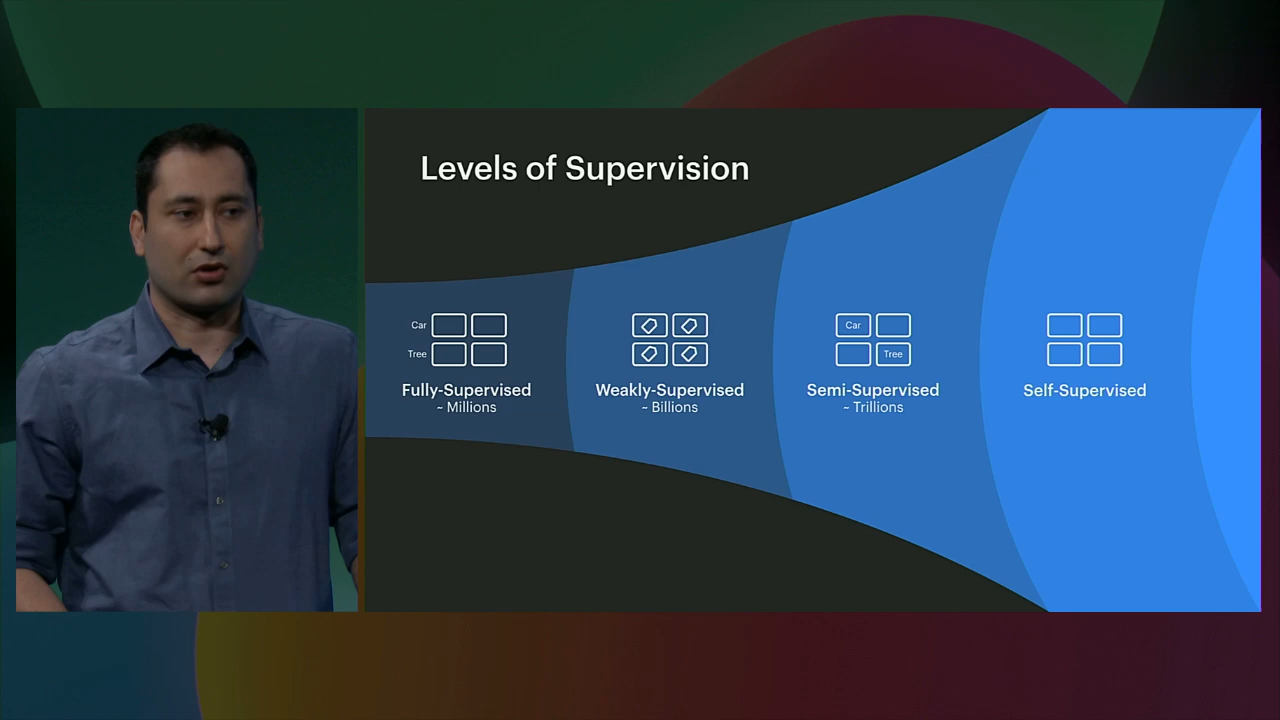 Levels of Supervision
Car
Tree
Fully-Supervised
~ Millions
Weakly-Supervised
~ Billions
Car
Tree
Semi-Supervised
~ Trillions
Self-Supervised